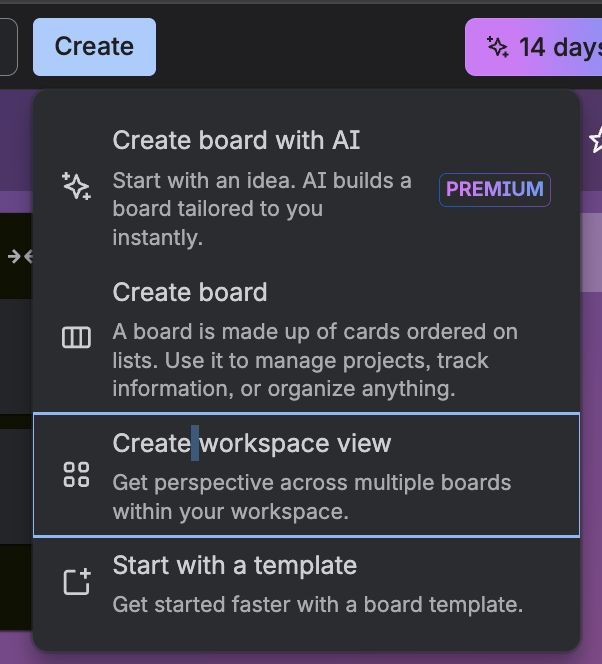 Create
14 days
Create board with AI
Start with an idea. AI builds a
board tailored to you
instantly.
PREMIUM
Create board
A board is made up of cards ordered on
lists. Use it to manage projects, track
information, or organize anything.
Create workspace view
Get perspective across multiple boards
within your workspace.
Start with a template
Get started faster with a board template.